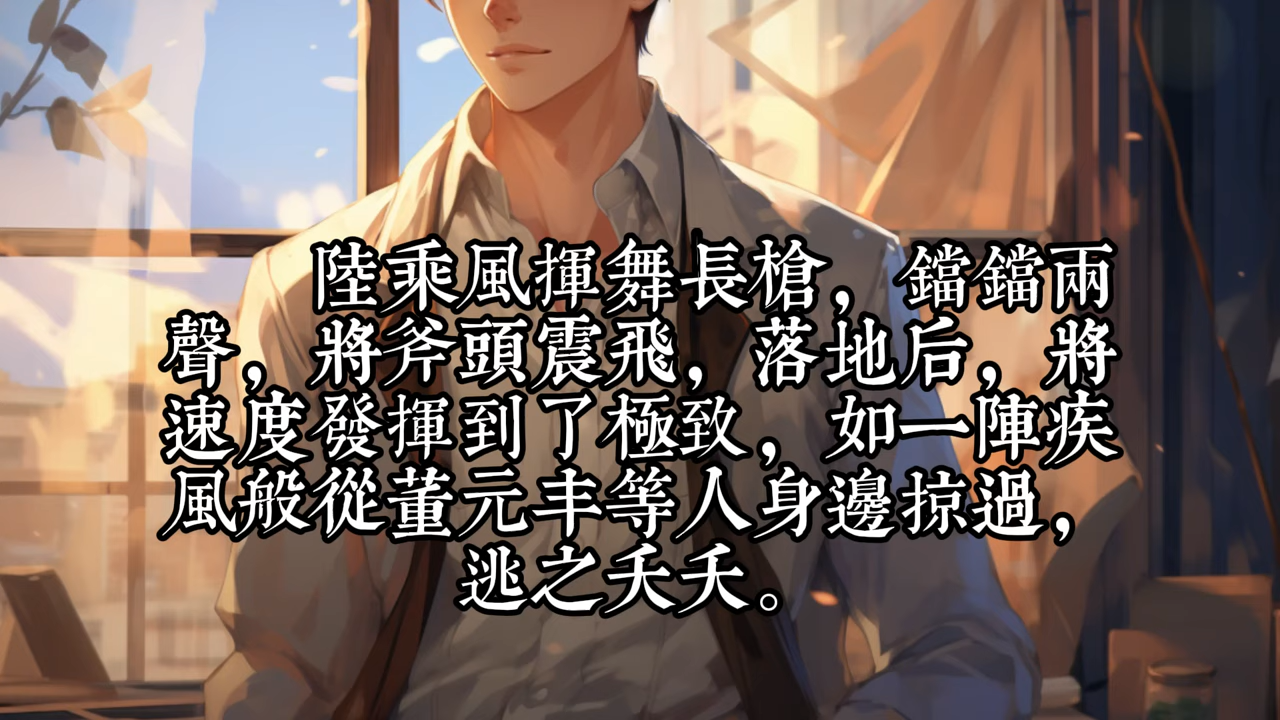 陸乘風揮舞長槍，鐺鐺兩
聲，將斧頭震飛，落地后，將
速度發揮到了極致，如一陣疾
風般從董元丰等人身邊掠過，
逃之夭夭。